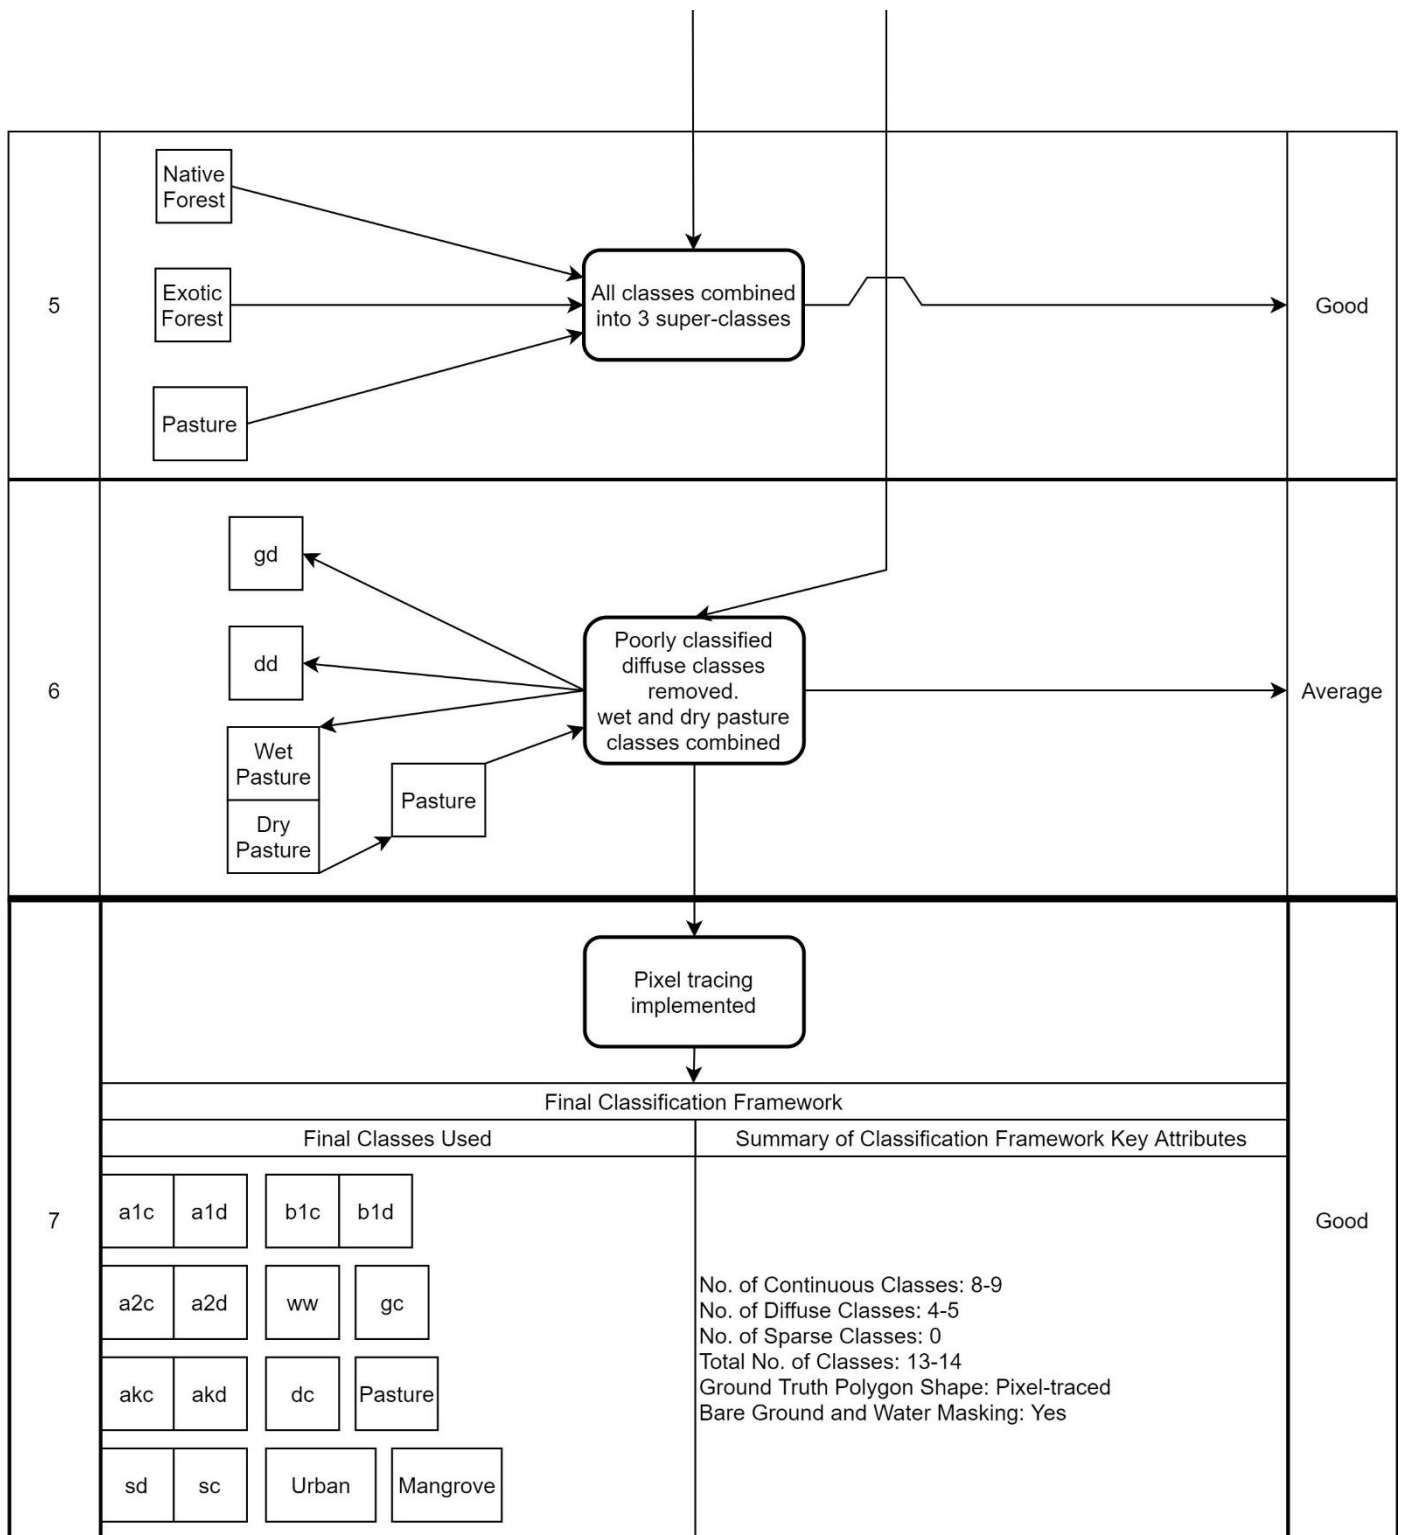 5
Native
Forest
Exotic
Forest
Pasture
All classes combined
into 3 super-classes
Good
6
gd
dd
Wet
Pasture
Dry
Pasture
Pasture
Poorly classified
diffuse classes
removed.
wet and dry pasture
classes combined
Average
7
Pixel tracing
implemented
Final Classification Framework
Final Classes Used
Summary of Classification Framework Key Attributes
a1c a1d b1c b1d
a2c a2d ww gc
akc akd dc Pasture
sd sc Urban Mangrove
No. of Continuous Classes: 8-9
No. of Diffuse Classes: 4-5
No. of Sparse Classes: 0
Total No. of Classes: 13-14
Ground Truth Polygon Shape: Pixel-traced
Bare Ground and Water Masking: Yes
Good